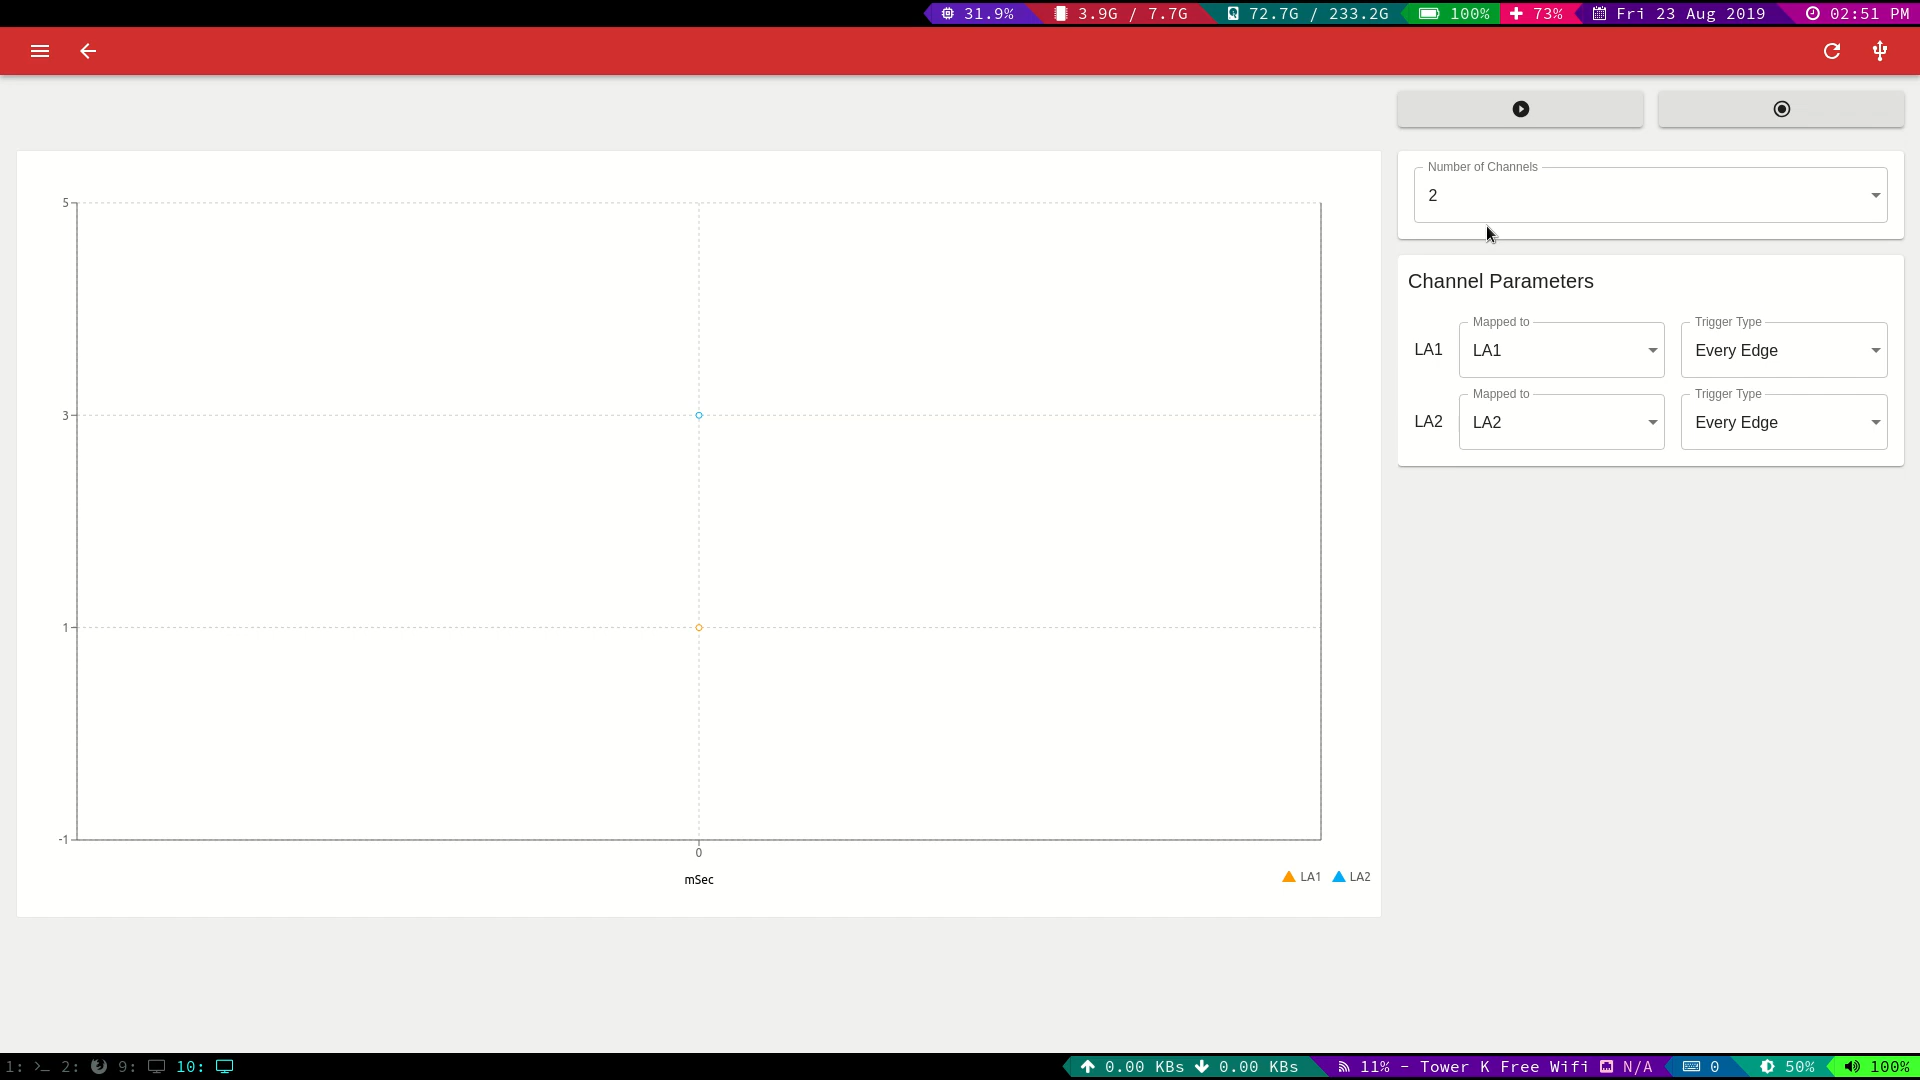 31.9% 3.9G / 7.7G 72.7G / 233.2G 100% 73% Fri 23 Aug 2019 02:51 PM
Number of Channels
2
5
3
1
-1
0
mSec
LA1 LA2
Channel Parameters
Mapped to Trigger Type
LA1 LA1 Every Edge
Mapped to Trigger Type
LA2 LA2 Every Edge
1: 2: 9: 10: 0.00 KBs 0.00 KBs 11% - Tower K Free Wifi N/A 0 50% 100%